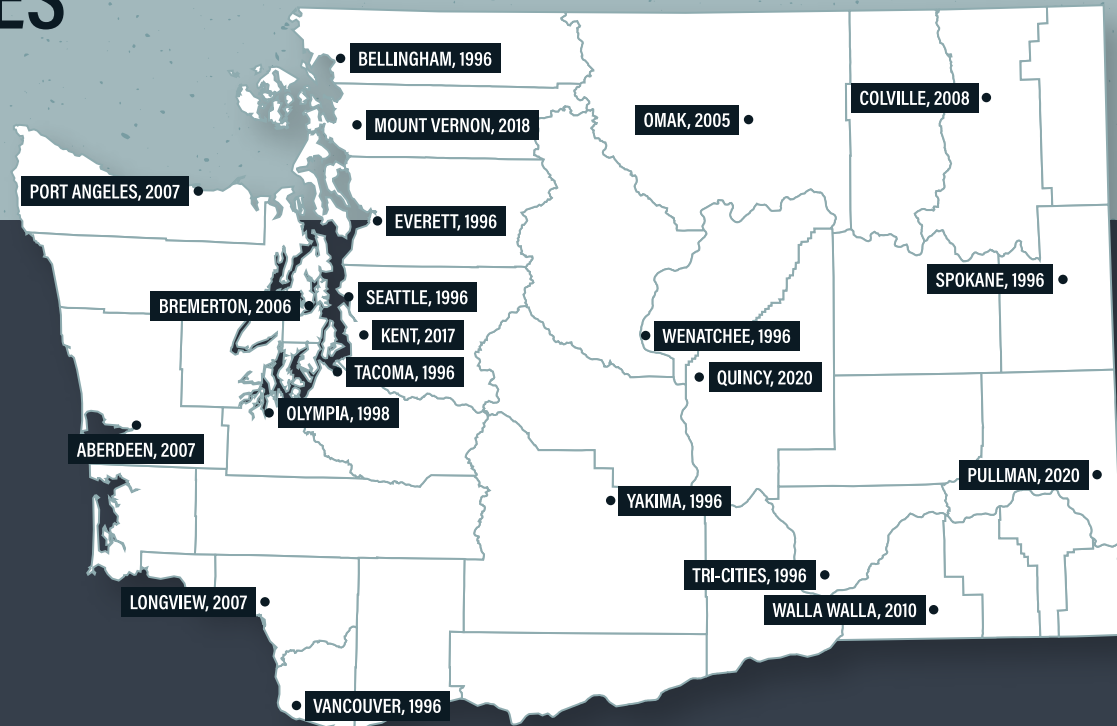 ES
BELLINGHAM, 1996
COLVILLE, 2008
MOUNT VERNON, 2018
OMAK, 2005
PORT ANGELES, 2007
EVERETT, 1996
SPOKANE, 1996
BREMERTON, 2006
SEATTLE, 1996
KENT, 2017
WENATCHEE, 1996
TACOMA, 1996
QUINCY, 2020
OLYMPIA, 1998
ABERDEEN, 2007
PULLMAN, 2020
YAKIMA, 1996
TRI-CITIES, 1996
LONGVIEW, 2007
WALLA WALLA, 2010
VANCOUVER, 1996